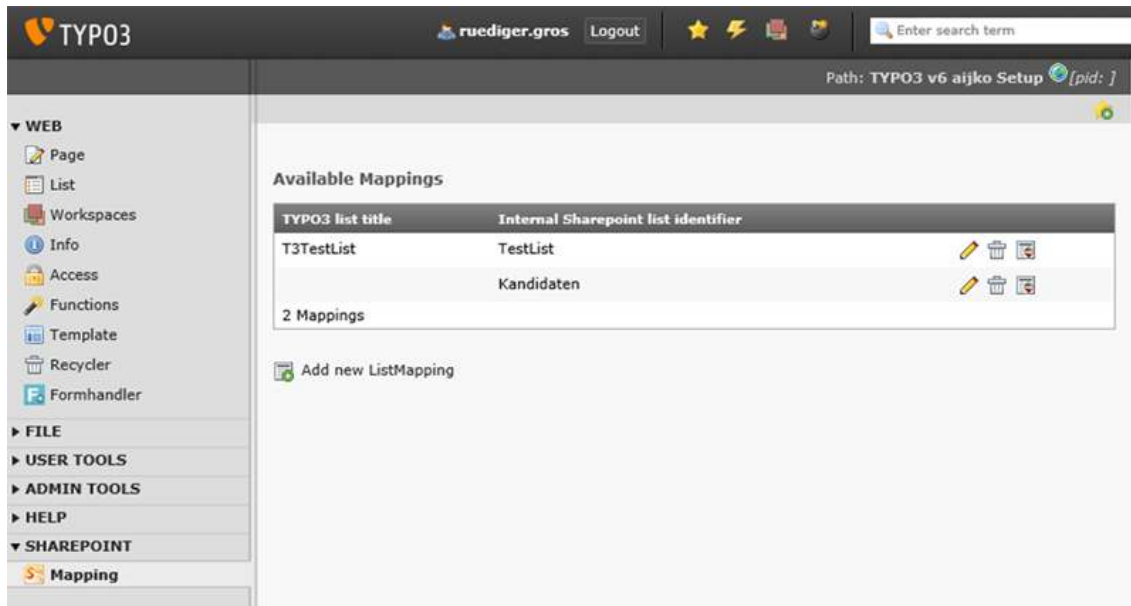 TYPO3
ruediger.gros Logout Enter search term
Path: TYPO3 v6 aijko Setup [pid: ]
WEB
Page
List
Workspaces
Info
Access
Functions
Template
Recycler
Formhandler
FILE
USER TOOLS
ADMIN TOOLS
HELP
SHAREPOINT
Mapping
Available Mappings
TYPO3 list title Internal Sharepoint list identifier
T3TestList TestList
Kandidaten
2 Mappings
Add new ListMapping